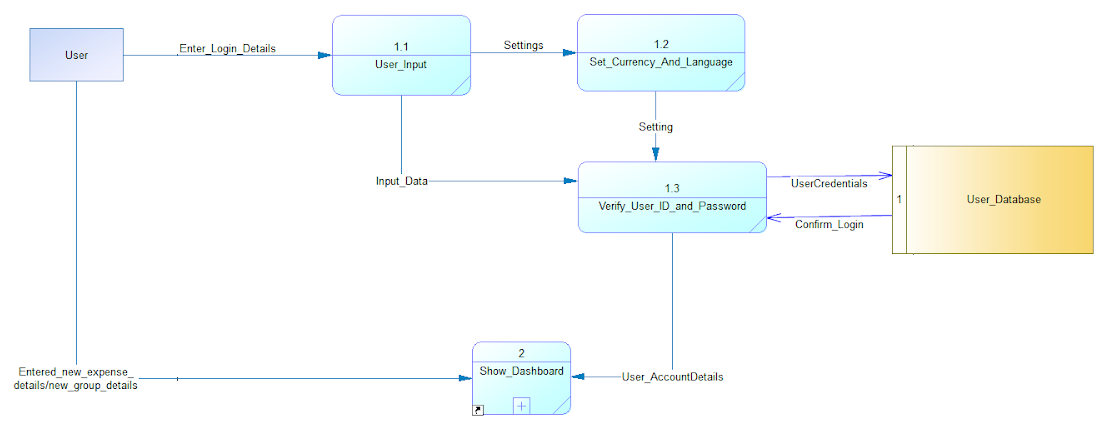 User
Enter_Login_Details
1.1
User_Input
Settings
1.2
Set_Currency_And_Language
Setting
Input_Data
1.3
Verify_User_ID_and_Password
UserCredentials
Confirm_Login
1
User_Database
Entered_new_expense_
details/new_group_details
2
Show_Dashboard
User_AccountDetails